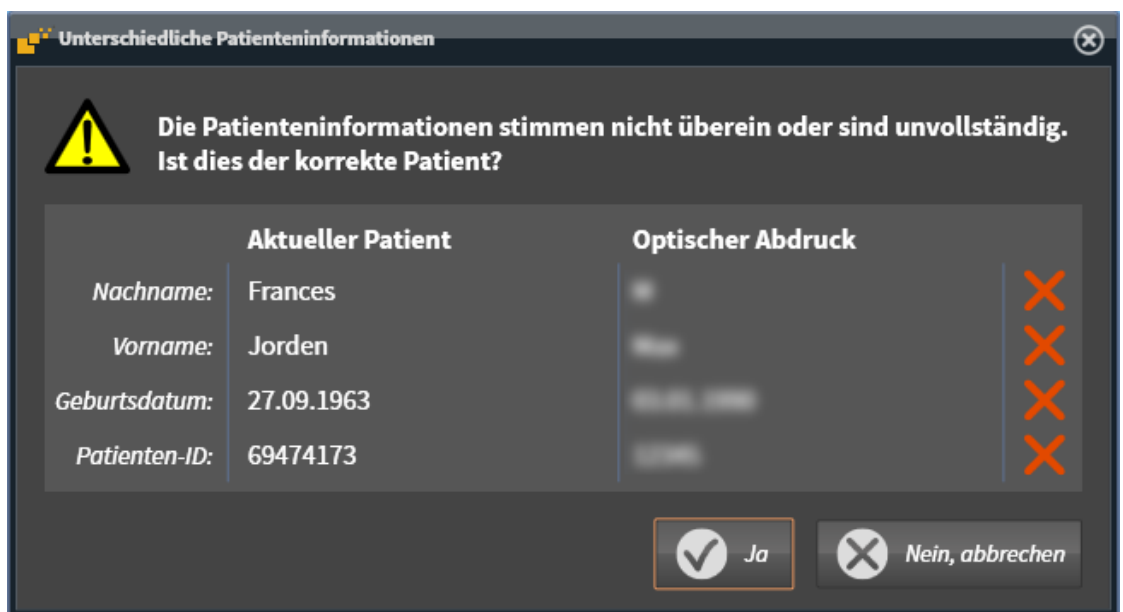 Unterschiedliche Patienteninformationen
Die Patienteninformationen stimmen nicht überein oder sind unvollständig.
Ist dies der korrekte Patient?
Aktueller Patient Optischer Abdruck
Nachname: Frances
Vorname: Jorden
Geburtsdatum: 27.09.1963
Patienten-ID: 69474173
Ja Nein, abbrechen